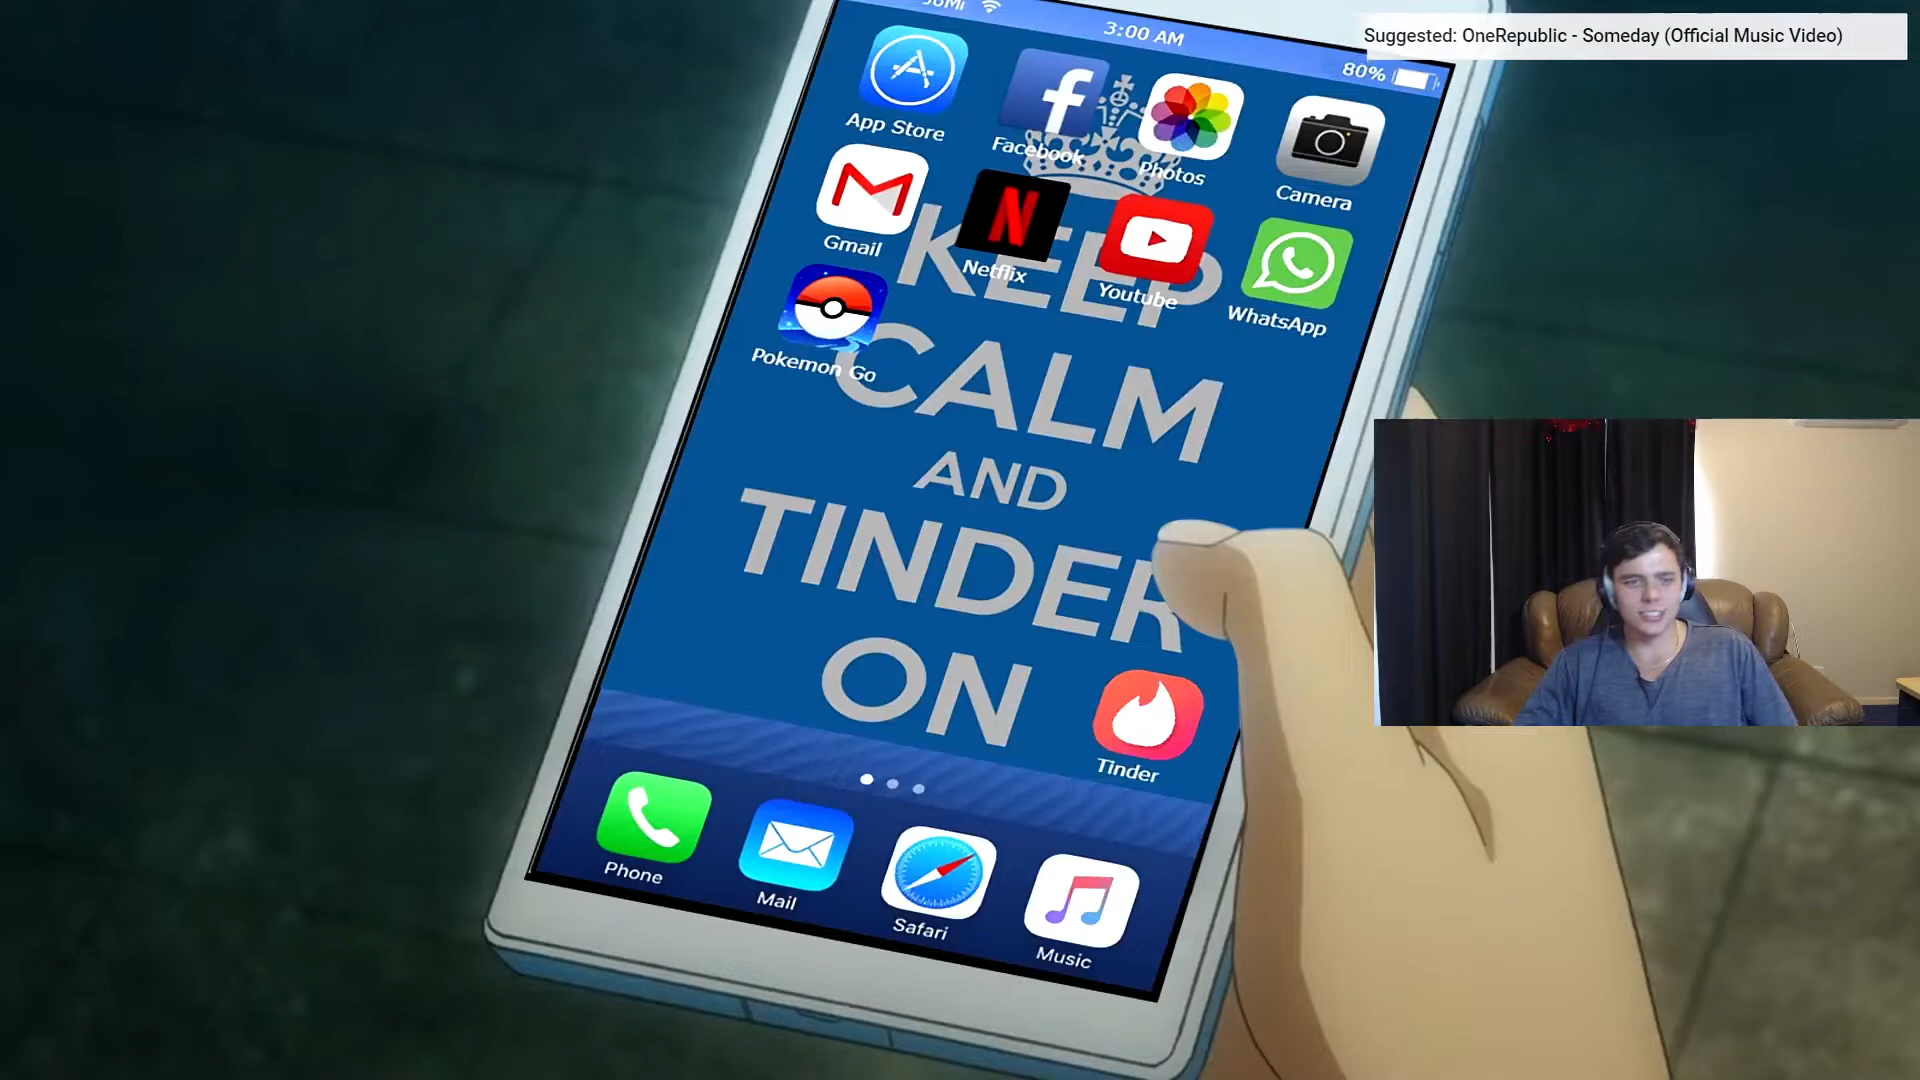 Suggested: OneRepublic - Someday (Official Music Video)
3:00 AM
80%
App Store
Facebook
Photos
Camera
Gmail
Netflix
Youtube
WhatsApp
Pokemon Go
KEEP
CALM
AND
TINDER
ON
Tinder
Phone
Mail
Safari
Music